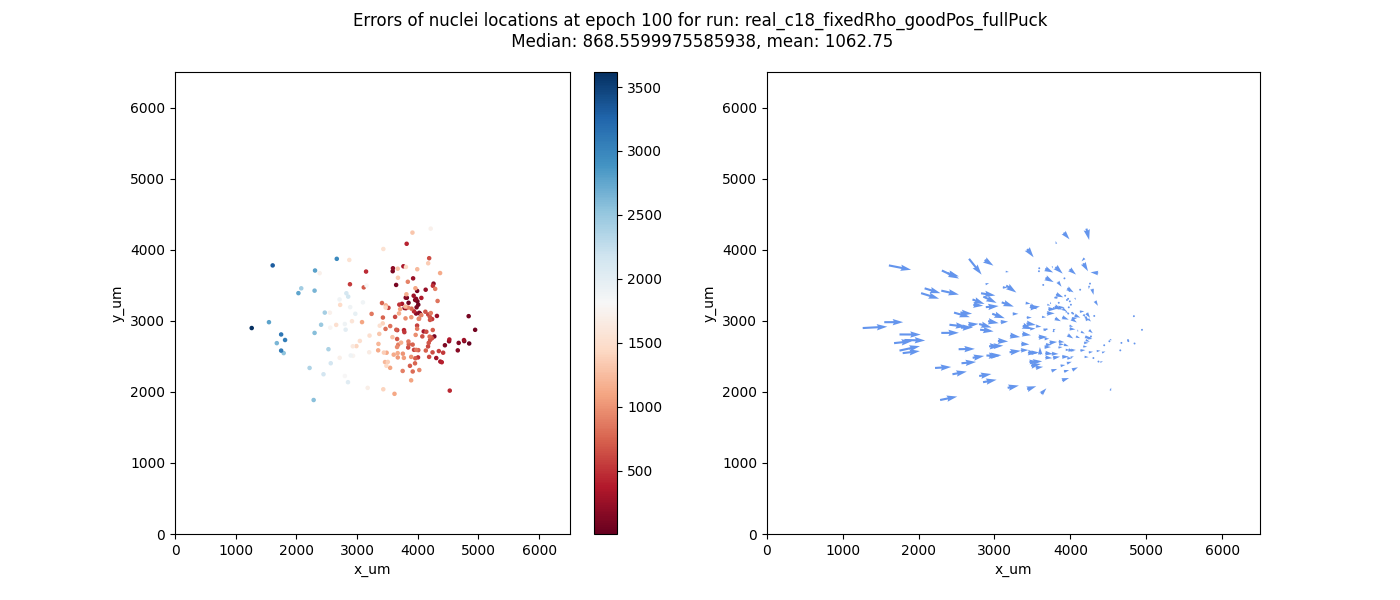 Errors of nuclei locations at epoch 100 for run: real_c18_fixedRho_goodPos_fullPuck
Median: 868.5599975585938, mean: 1062.75
6000
5000
4000
3000
2000
1000
0
y_um
0 1000 2000 3000 4000 5000 6000
x_um
3500
3000
2500
2000
1500
1000
500
6000
5000
4000
3000
2000
1000
0
y_um
0 1000 2000 3000 4000 5000 6000
x_um